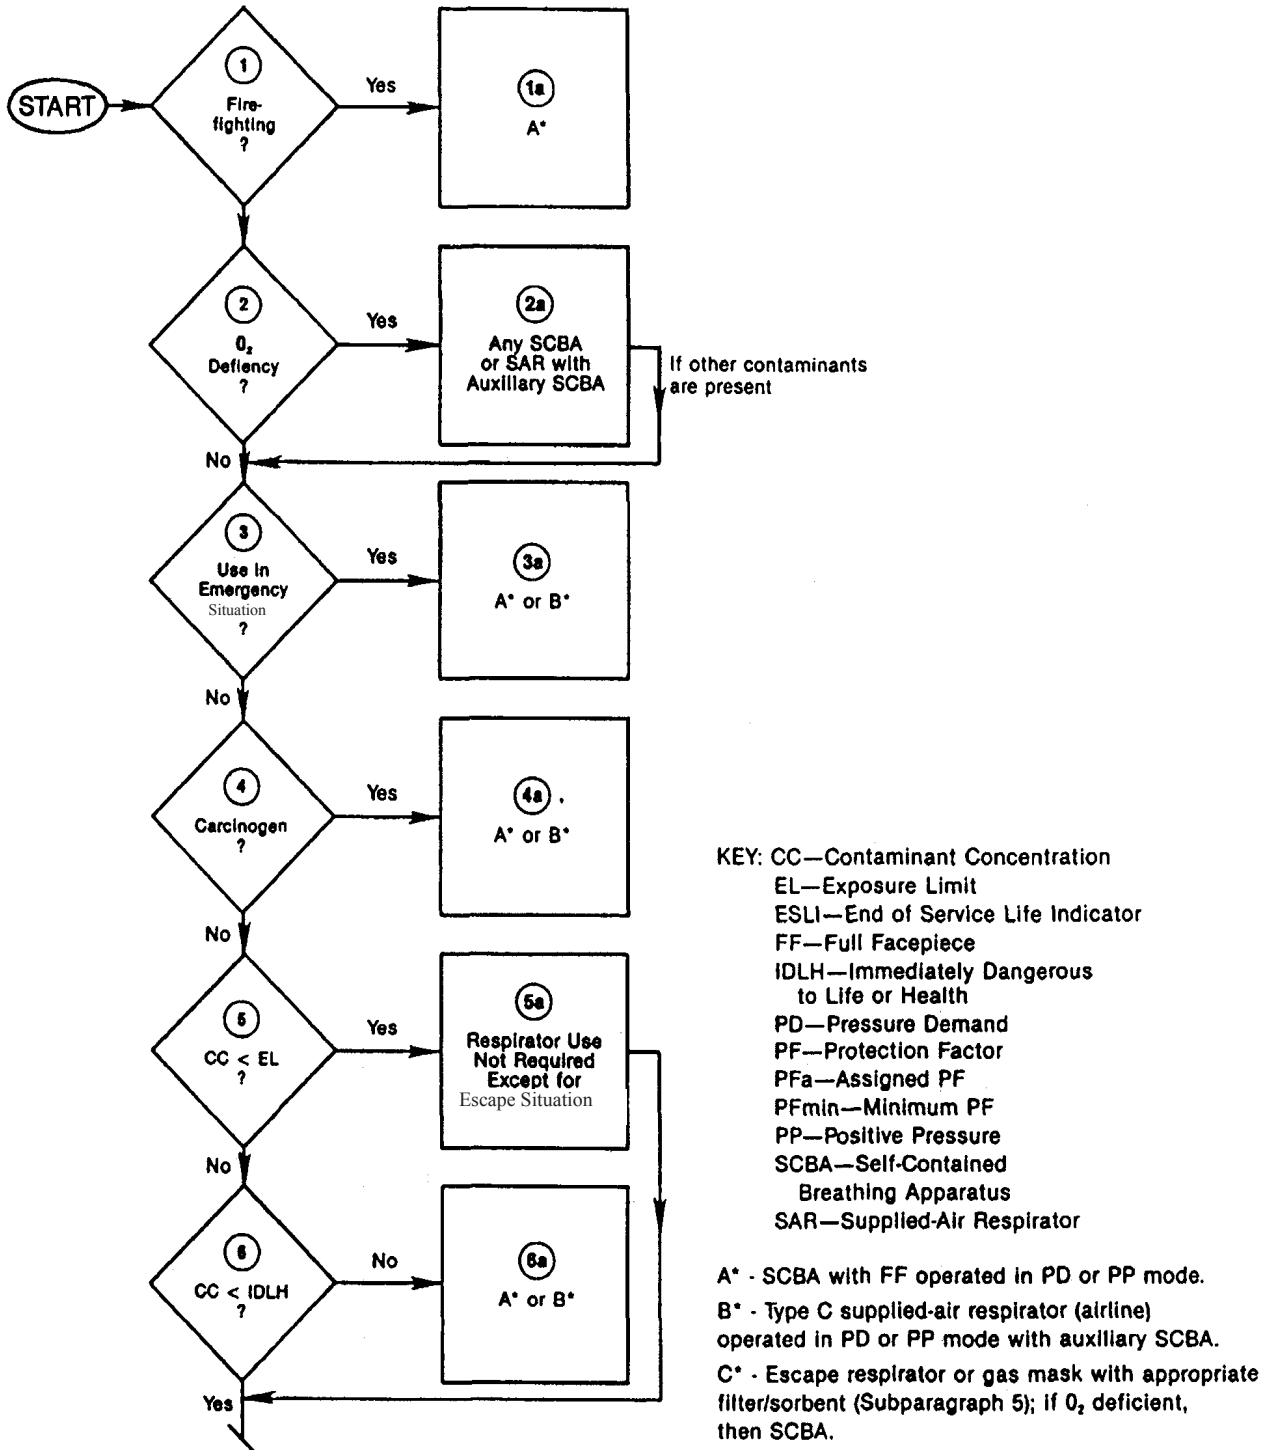 START
1
Fire-
fighting
?
Yes
1a
A*
2
O₂
Defiency
?
Yes
2a
Any SCBA
or SAR with
Auxiliary SCBA
If other contaminants
are present
No
3
Use in
Emergency
Situation
?
Yes
3a
A* or B*
No
4
Carcinogen
?
Yes
4a
A* or B*
No
5
CC < EL
?
Yes
5a
Respirator Use
Not Required
Except for
Escape Situation
No
6
CC < IDLH
?
No
6a
A* or B*
Yes
KEY: CC—Contaminant Concentration
EL—Exposure Limit
ESLI—End of Service Life Indicator
FF—Full Facepiece
IDLH—Immediately Dangerous
to Life or Health
PD—Pressure Demand
PF—Protection Factor
PFa—Assigned PF
PFmin—Minimum PF
PP—Positive Pressure
SCBA—Self-Contained
Breathing Apparatus
SAR—Supplied-Air Respirator
A* - SCBA with FF operated in PD or PP mode.
B* - Type C supplied-air respirator (airline)
operated in PD or PP mode with auxiliary SCBA.
C* - Escape respirator or gas mask with appropriate
filter/sorbent (Subparagraph 5); if O₂ deficient,
then SCBA.